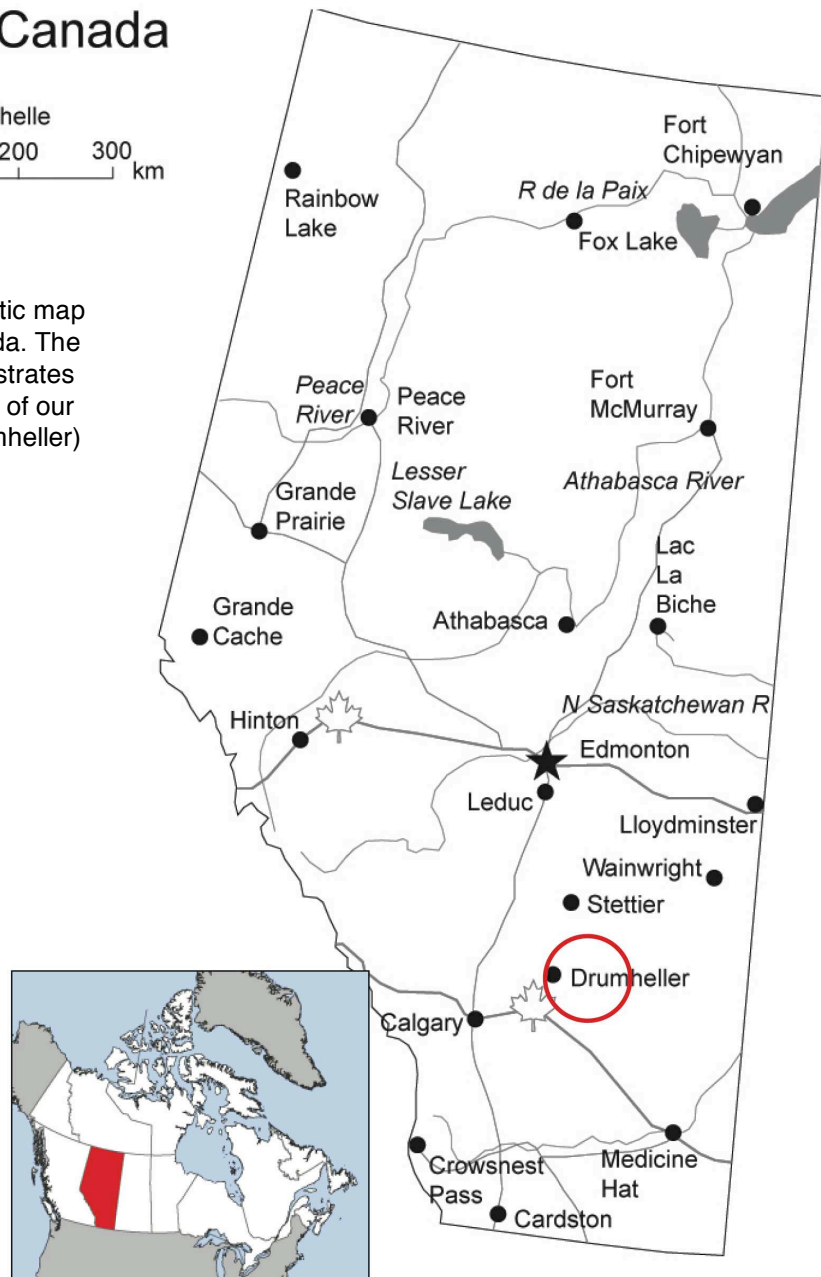 Canada
helle
200 300
km
tic map
da. The
strates
of our
nheller)
Fort
Chipewyan
Rainbow
Lake
R de la Paix
Fox Lake
Peace
River
Peace
River
Fort
McMurray
Lesser
Slave Lake
Athabasca River
Grande
Prairie
Lac
La
Biche
Grande
Cache
Athabasca
N Saskatchewan R
Hinton
Edmonton
Leduc
Lloydminster
Wainwright
Stettier
Drumheller
Calgary
Crowsnest
Pass
Medicine
Hat
Cardston